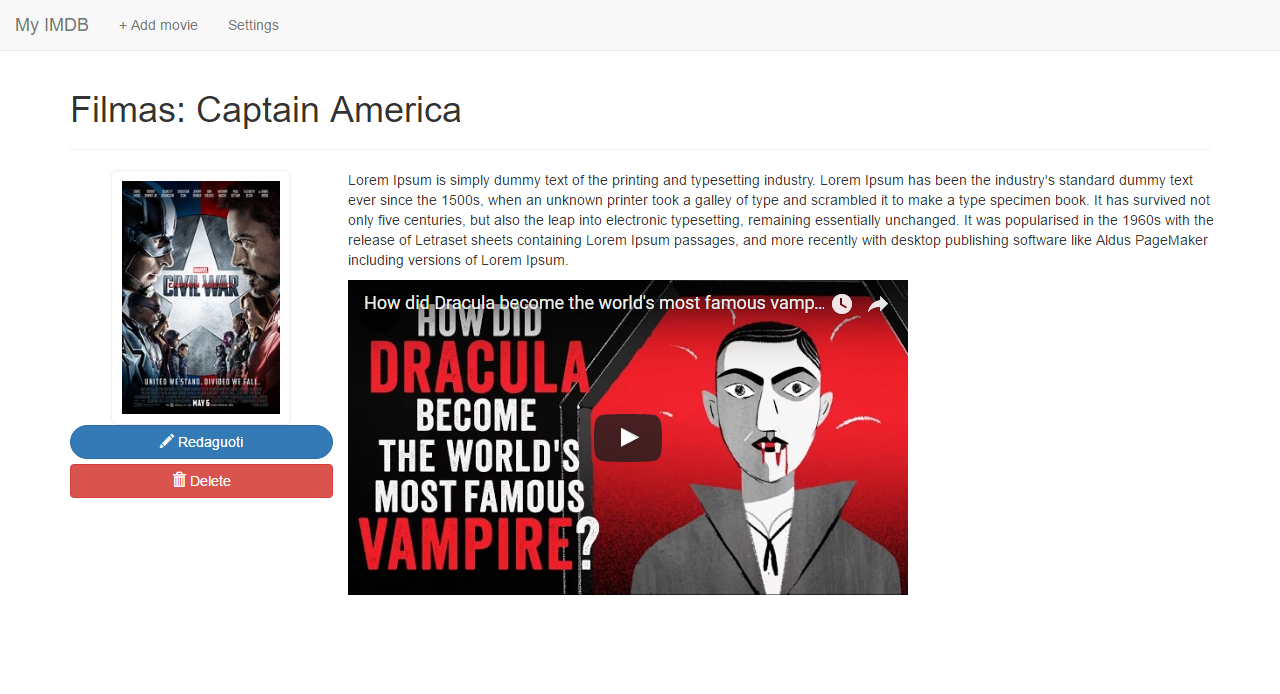 My IMDB + Add movie Settings
Filmas: Captain America
MARVEL
CAPTAIN AMERICA
CIVIL WAR
UNITED WE STAND. DIVIDED WE FALL.
MAY 6
Redaguoti
Delete
Lorem Ipsum is simply dummy text of the printing and typesetting industry. Lorem Ipsum has been the industry's standard dummy text
ever since the 1500s, when an unknown printer took a galley of type and scrambled it to make a type specimen book. It has survived not
only five centuries, but also the leap into electronic typesetting, remaining essentially unchanged. It was popularised in the 1960s with the
release of Letraset sheets containing Lorem Ipsum passages, and more recently with desktop publishing software like Aldus PageMaker
including versions of Lorem Ipsum.
How did Dracula become the world's most famous vamp...
HOW DID
DRACULA
BECOME
THE WORLD'S
MOST FAMOUS
VAMPIRE?